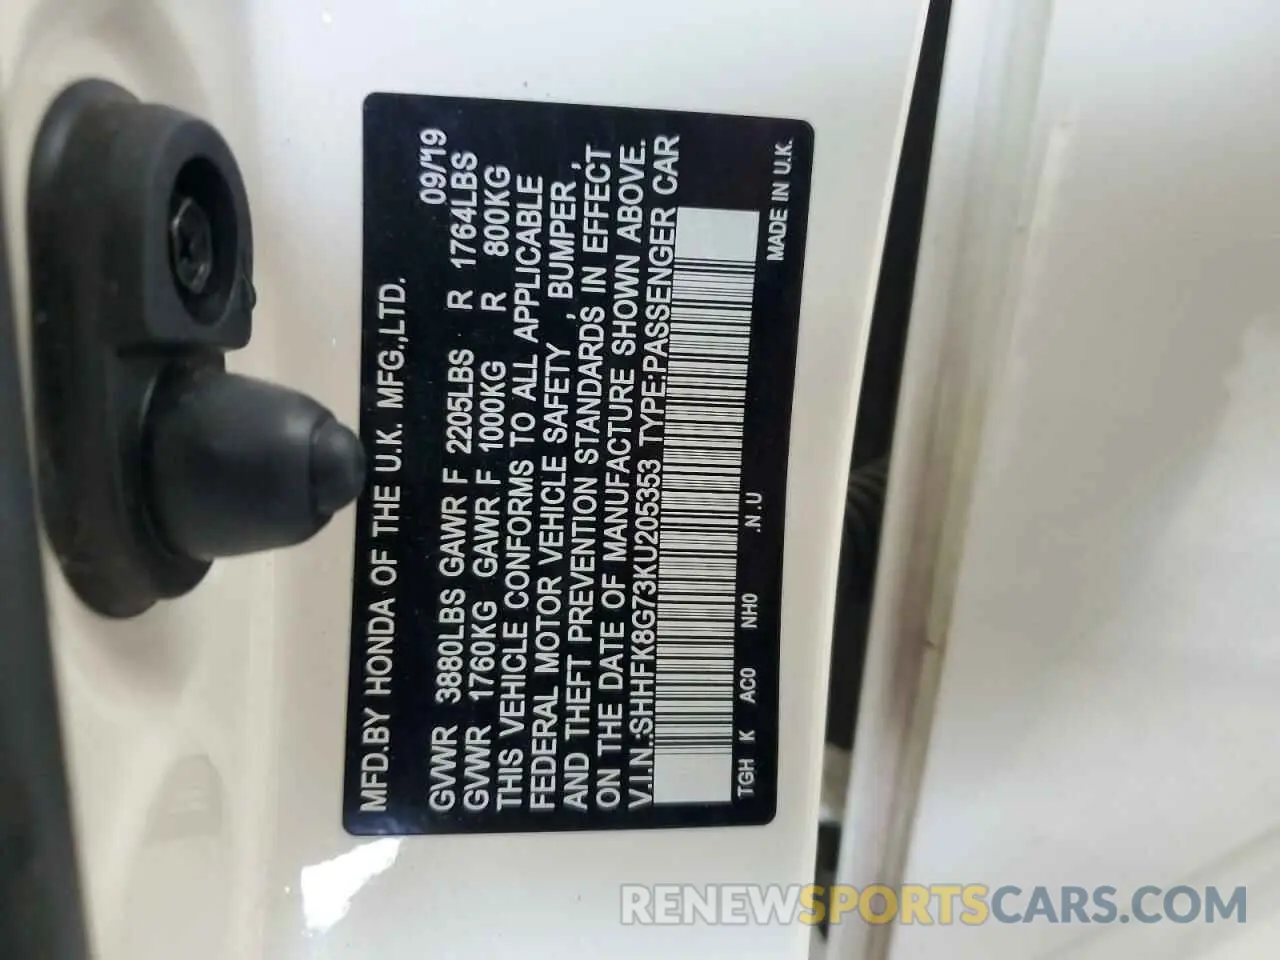 MFD.BY HONDA OF THE U.K. MFG.,LTD.
09/'19
GVWR 3880LBS GAWR F 2205LBS R 1764LBS
GVWR 1760KG GAWR F 1000KG R 800KG
THIS VEHICLE CONFORMS TO ALL APPLICABLE
FEDERAL MOTOR VEHICLE SAFETY , BUMPER ,
AND THEFT PREVENTION STANDARDS IN EFFECT
ON THE DATE OF MANUFACTURE SHOWN ABOVE.
V.I.N.:SHHFK8G73KU205353 TYPE:PASSENGER CAR
TGH K AC0 NH0 .N.U
MADE IN U.K.
RENEWSPORTSCARS.COM